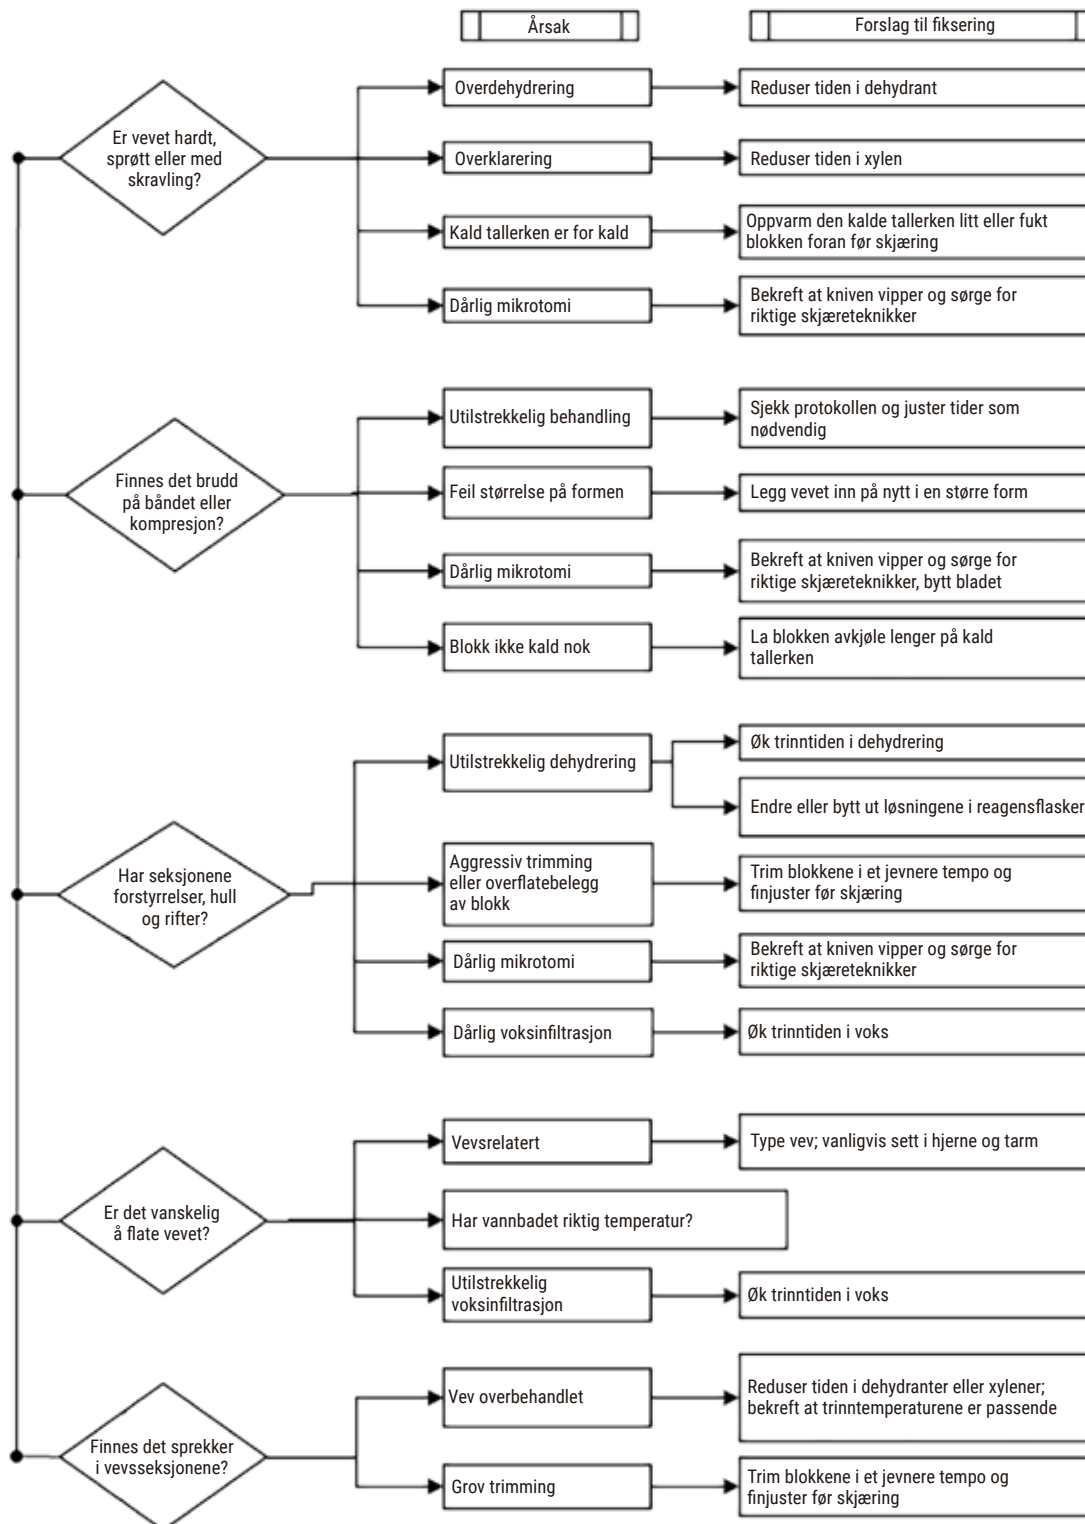 Årsak
Forslag til fiksering
Er vevet hardt,
sprøtt eller med
skravling?
Overdehydrering
Reduser tiden i dehydrant
Overklarering
Reduser tiden i xylen
Kald tallerken er for kald
Oppvarm den kalde tallerken litt eller fukt
blokken foran før skjæring
Dårlig mikrotomi
Bekreft at kniven vipper og sørge for
riktige skjæreteknikker
Finnes det brudd
på båndet eller
kompresjon?
Utilstrekkelig behandling
Sjekk protokollen og juster tider som
nødvendig
Feil størrelse på formen
Legg vevet inn på nytt i en større form
Dårlig mikrotomi
Bekreft at kniven vipper og sørge for
riktige skjæreteknikker, bytt bladet
Blokk ikke kald nok
La blokken avkjøle lenger på kald
tallerken
Har seksjonene
forstyrrelser, hull
og rifter?
Utilstrekkelig dehydrering
Øk trinntiden i dehydrering
Endre eller bytt ut løsningene i reagensflasker
Aggressiv trimming
eller overflatebelegg
av blokk
Trim blokkene i et jevnere tempo og
finjuster før skjæring
Dårlig mikrotomi
Bekreft at kniven vipper og sørge for
riktige skjæreteknikker
Dårlig voksinfiltrasjon
Øk trinntiden i voks
Er det vanskelig
å flate vevet?
Vevsrelatert
Type vev; vanligvis sett i hjerne og tarm
Har vannbadet riktig temperatur?
Utilstrekkelig
voksinfiltrasjon
Øk trinntiden i voks
Finnes det sprekker
i vevsseksjonene?
Vev overbehandlet
Reduser tiden i dehydranter eller xylener;
bekreft at trinntemperaturene er passende
Grov trimming
Trim blokkene i et jevnere tempo og
finjuster før skjæring